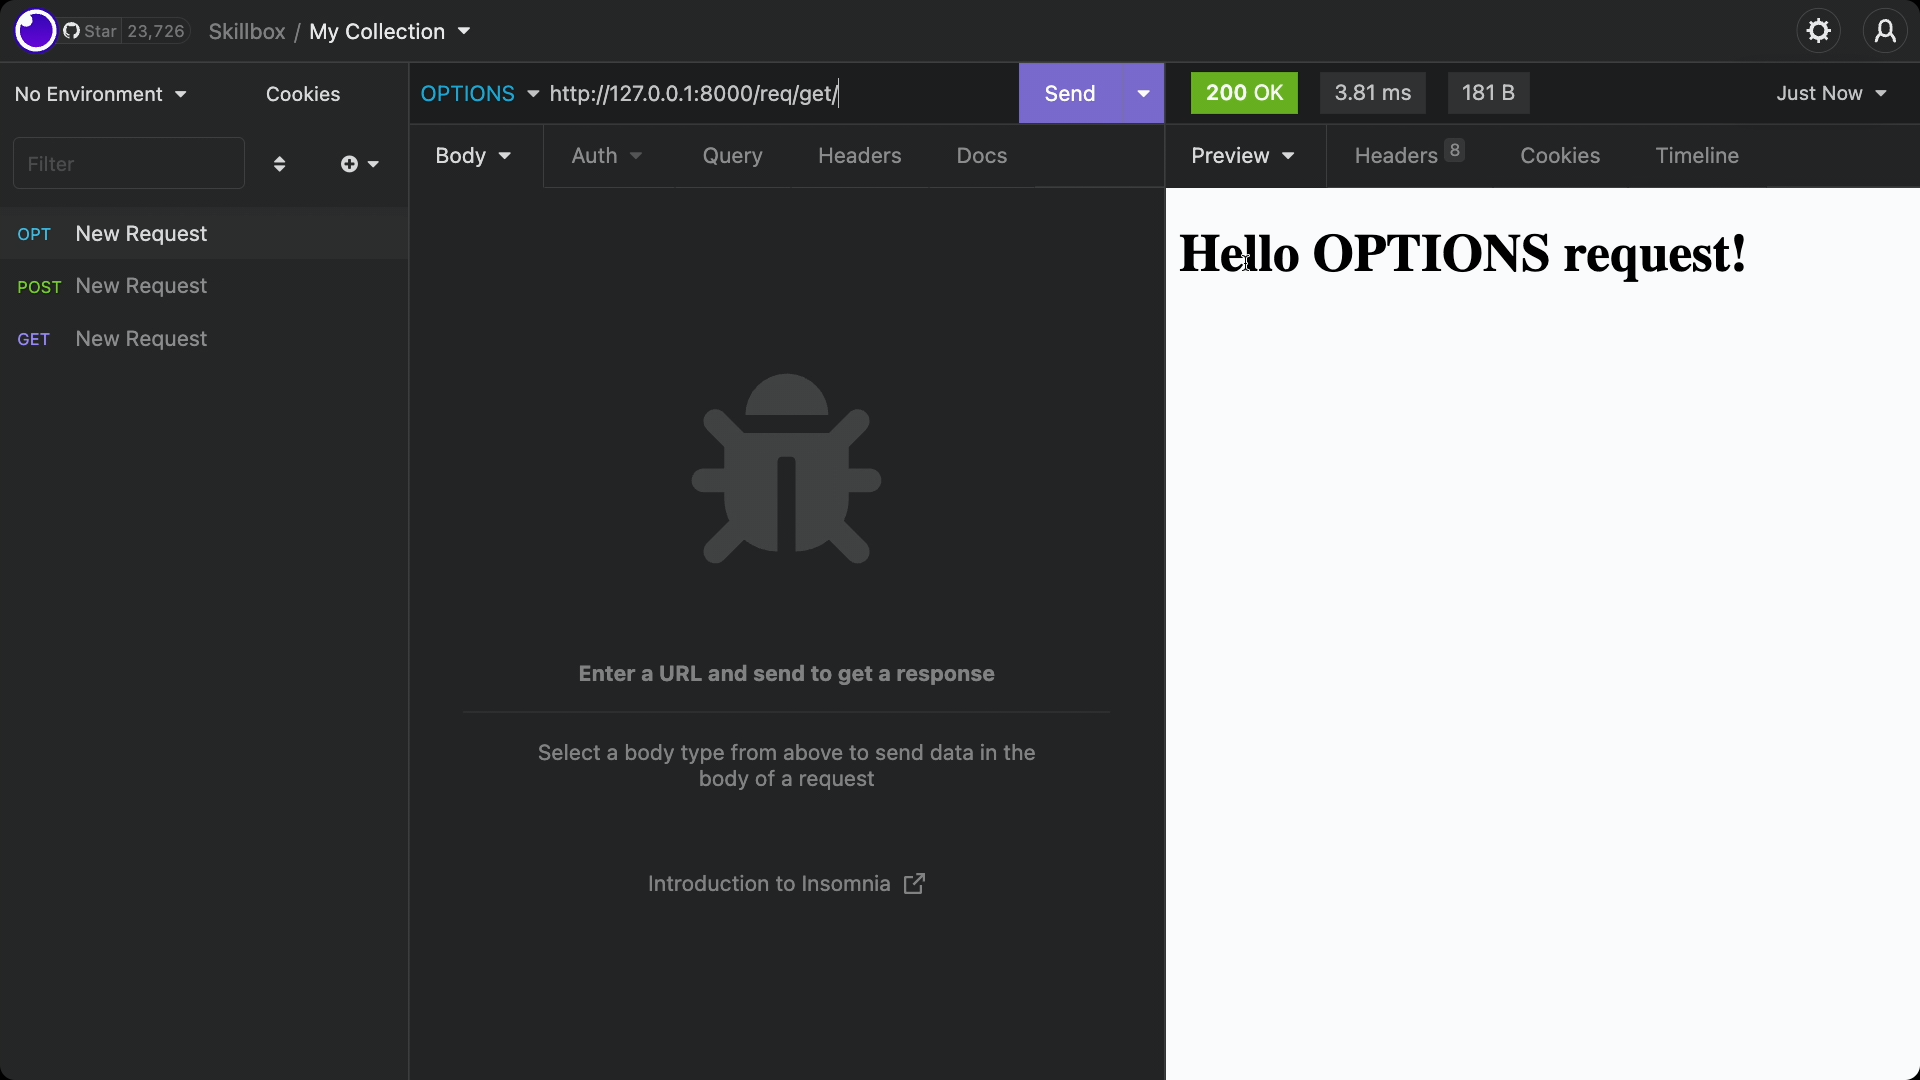 Star 23,726 Skillbox / My Collection
No Environment Cookies
OPTIONS http://127.0.0.1:8000/req/get/ Send
200 OK 3.81 ms 181 B Just Now
Filter
Body Auth Query Headers Docs
Preview Headers 8 Cookies Timeline
OPT New Request
POST New Request
GET New Request
Hello OPTIONS request!
Enter a URL and send to get a response
Select a body type from above to send data in the
body of a request
Introduction to Insomnia